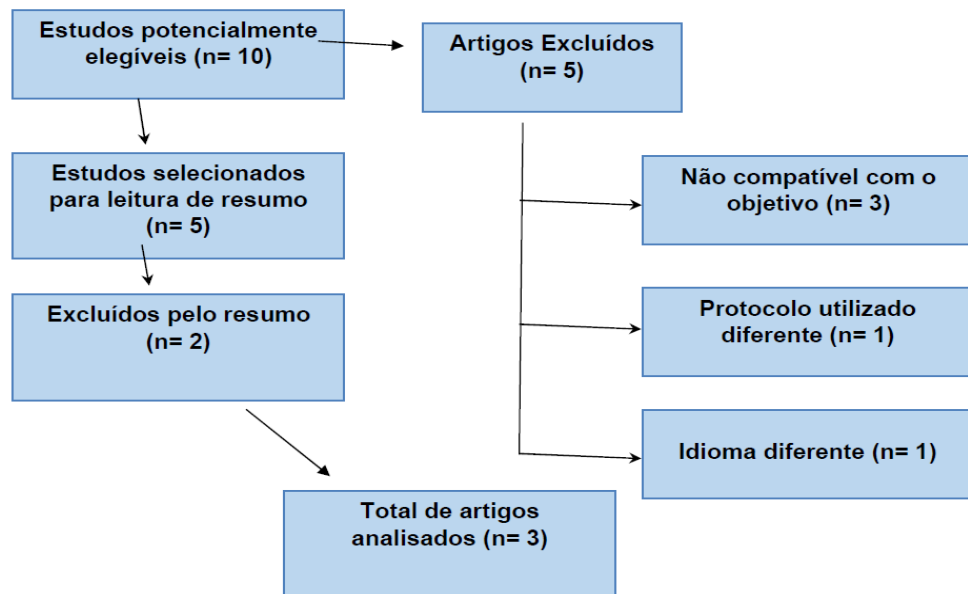 Estudos potencialmente
elegíveis (n= 10)
Artigos Excluídos
(n= 5)
Estudos selecionados
para leitura de resumo
(n= 5)
Não compatível com o
objetivo (n= 3)
Excluídos pelo resumo
(n= 2)
Protocolo utilizado
diferente (n= 1)
Idioma diferente (n= 1)
Total de artigos
analisados (n= 3)